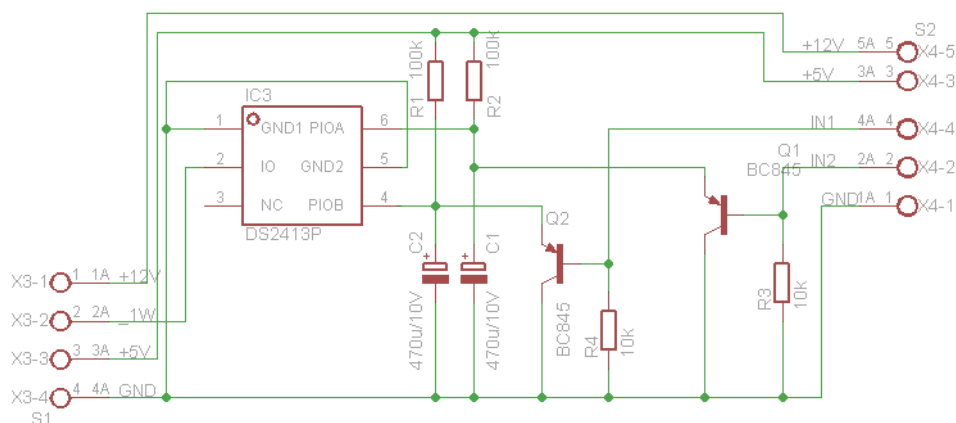 S2
+12V 5A 5 X4-5
+5V 3A 3 X4-3
IN1 4A 4 X4-4
IN2 2A 2 X4-2
GND 1A 1 X4-1
100k
R1
100k
R2
IC3
1 GND1 PIOA 6
2 IO GND2 5
3 NC PIOB 4
DS2413P
Q1
BC845
Q2
BC845
C2
470u/10V
C1
470u/10V
R4
10k
R3
10k
X3-1 1 1A +12V
X3-2 2 2A _1W
X3-3 3 3A +5V
X3-4 4 4A GND
S1
+
+